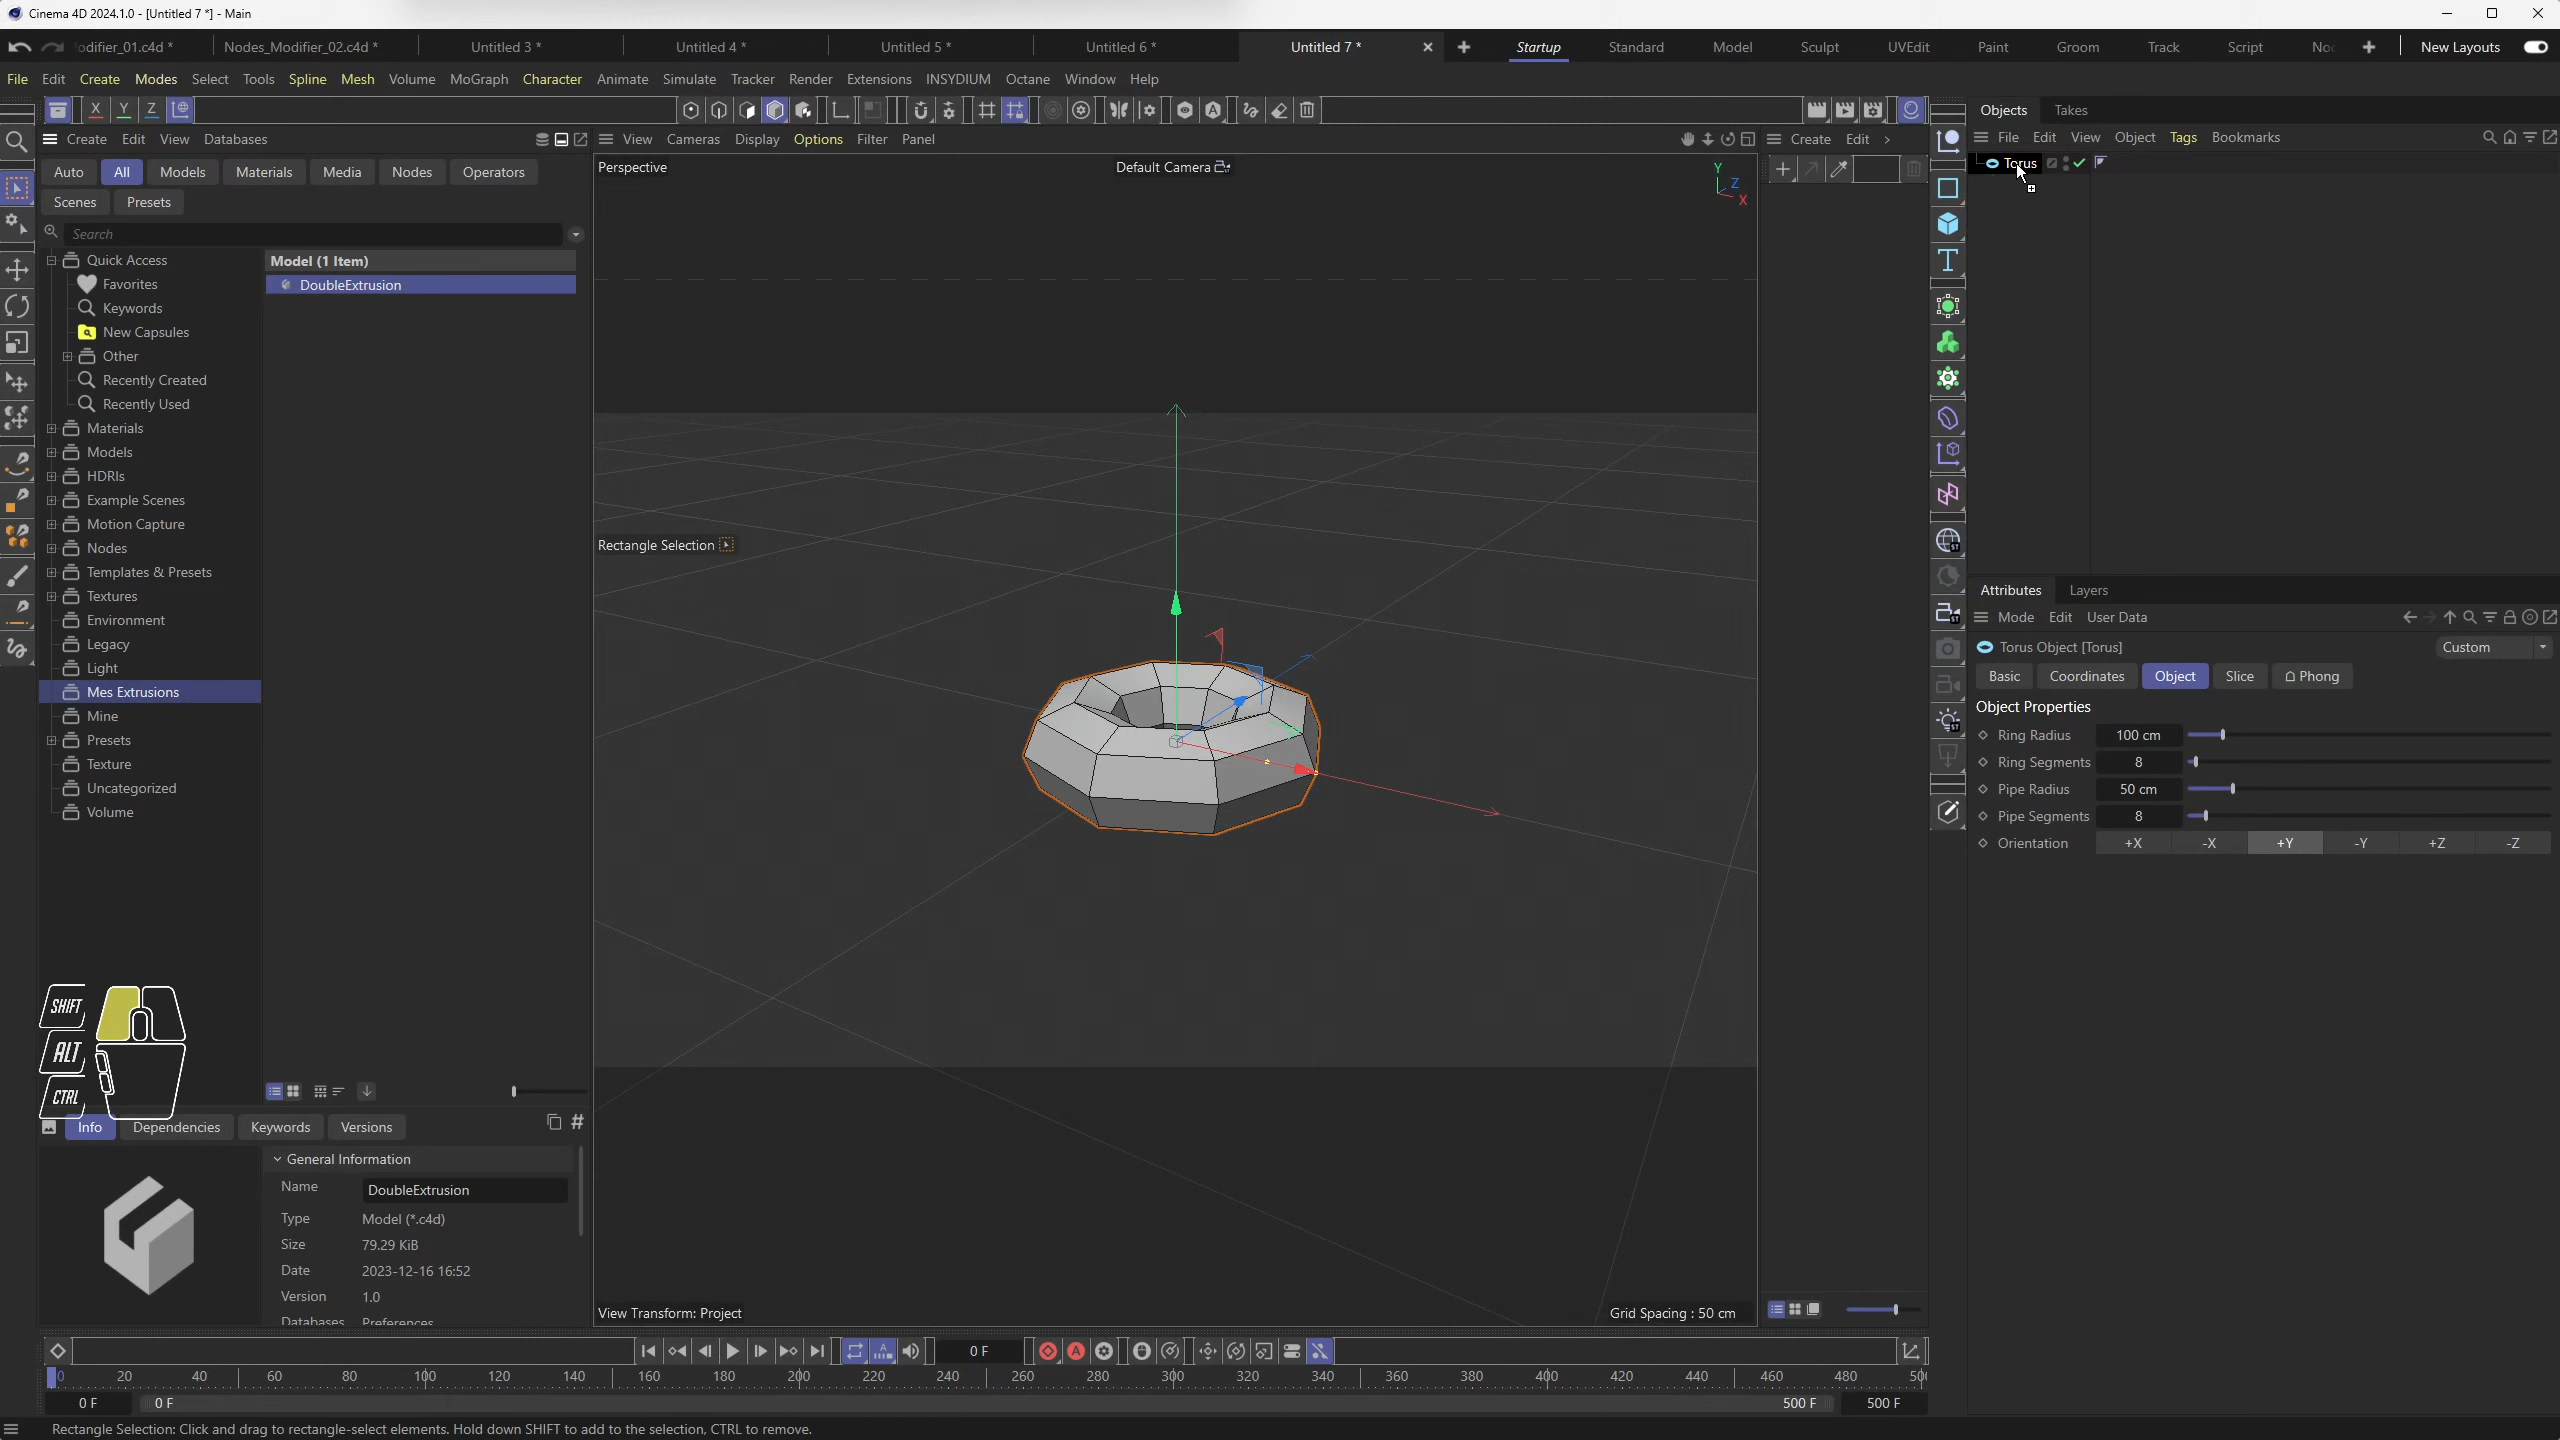 Cinema 4D 2024.1.0 - [Untitled 7 *] - Main
odifier_01.c4d *
Nodes_Modifier_02.c4d *
Untitled 3 *
Untitled 4 *
Untitled 5 *
Untitled 6 *
Untitled 7 *
Startup
Standard
Model
Sculpt
UVEdit
Paint
Groom
Track
Script
New Layouts
File Edit Create Modes Select Tools Spline Mesh Volume MoGraph Character Animate Simulate Tracker Render Extensions INSYDIUM Octane Window Help
X Y Z
Create Edit View Databases
Auto All Models Materials Media Nodes Operators
Scenes Presets
Search
Quick Access
Favorites
Keywords
New Capsules
Other
Recently Created
Recently Used
Materials
Models
HDRIs
Example Scenes
Motion Capture
Nodes
Templates & Presets
Textures
Environment
Legacy
Light
Mes Extrusions
Mine
Presets
Texture
Uncategorized
Volume
Model (1 Item)
DoubleExtrusion
SHIFT
ALT
CTRL
Info Dependencies Keywords Versions
General Information
Name DoubleExtrusion
Type Model (*.c4d)
Size 79.29 KiB
Date 2023-12-16 16:52
Version 1.0
Databases Preferences
View Cameras Display Options Filter Panel
Perspective
Default Camera
Y
Z
X
Rectangle Selection
View Transform: Project
Grid Spacing : 50 cm
Create Edit
Objects Takes
File Edit View Object Tags Bookmarks
Torus
Attributes Layers
Mode Edit User Data
Torus Object [Torus]
Custom
Basic Coordinates Object Slice Phong
Object Properties
Ring Radius 100 cm
Ring Segments 8
Pipe Radius 50 cm
Pipe Segments 8
Orientation +X -X +Y -Y +Z -Z
0 F
0 20 40 60 80 100 120 140 160 180 200 220 240 260 280 300 320 340 360 380 400 420 440 460 480
0 F
0 F
500 F
500 F
Rectangle Selection: Click and drag to rectangle-select elements. Hold down SHIFT to add to the selection, CTRL to remove.